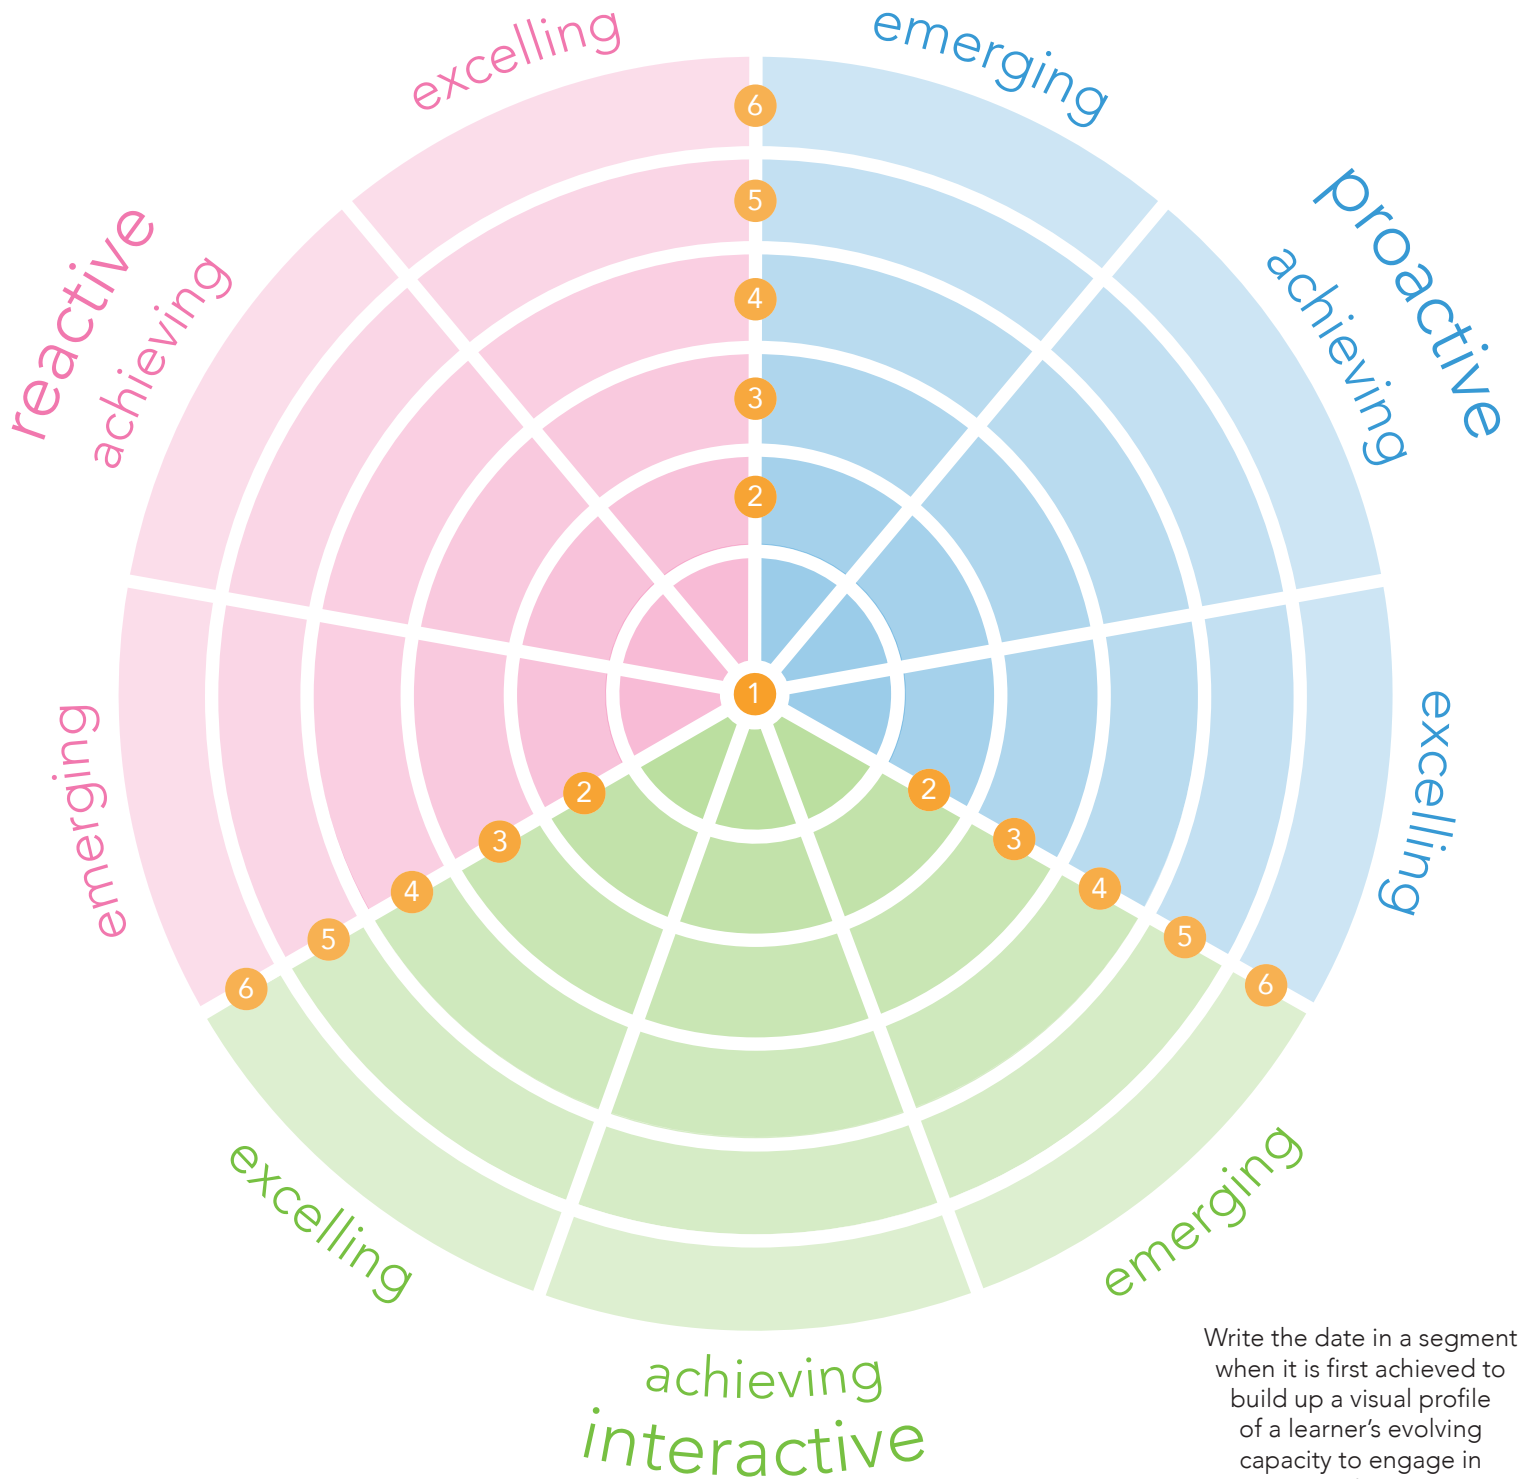 excelling
emerging
reactive
achieving
proactive
achieving
6
5
4
3
2
1
emerging
excelling
2
3
4
5
6
2
3
4
5
6
excelling
emerging
achieving
interactive
Write the date in a segment
when it is first achieved to
build up a visual profile
of a learner's evolving
capacity to engage in